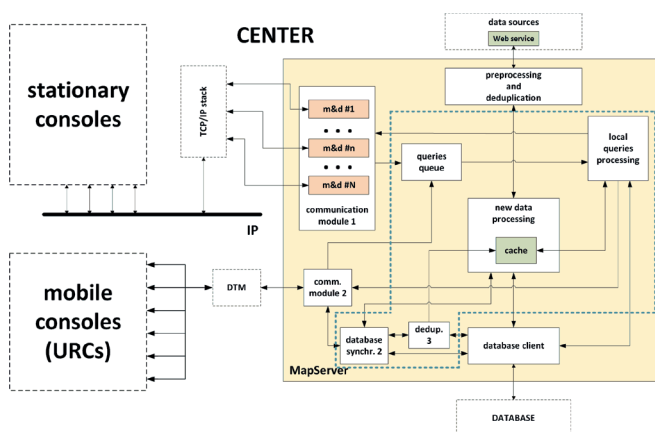 CENTER
data sources
Web service
stationary
consoles
TCP/IP stack
m&d #1
• • •
m&d #n
• • •
m&d #N
communication
module 1
preprocessing
and
deduplication
queries
queue
local
queries
processing
new data
processing
cache
IP
mobile
consoles
(URCs)
DTM
comm.
module 2
database
synchr. 2
dedup.
3
database client
MapServer
DATABASE